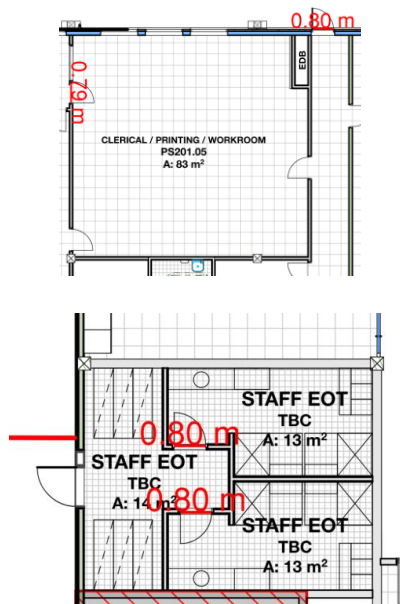 0.80 m
EDB
0.79 m
CLERICAL / PRINTING / WORKROOM
PS201.05
A: 83 m²
STAFF EOT
TBC
A: 13 m²
0.80 m
STAFF EOT
TBC
A: 14 m²
0.80 m
STAFF EOT
TBC
A: 13 m²